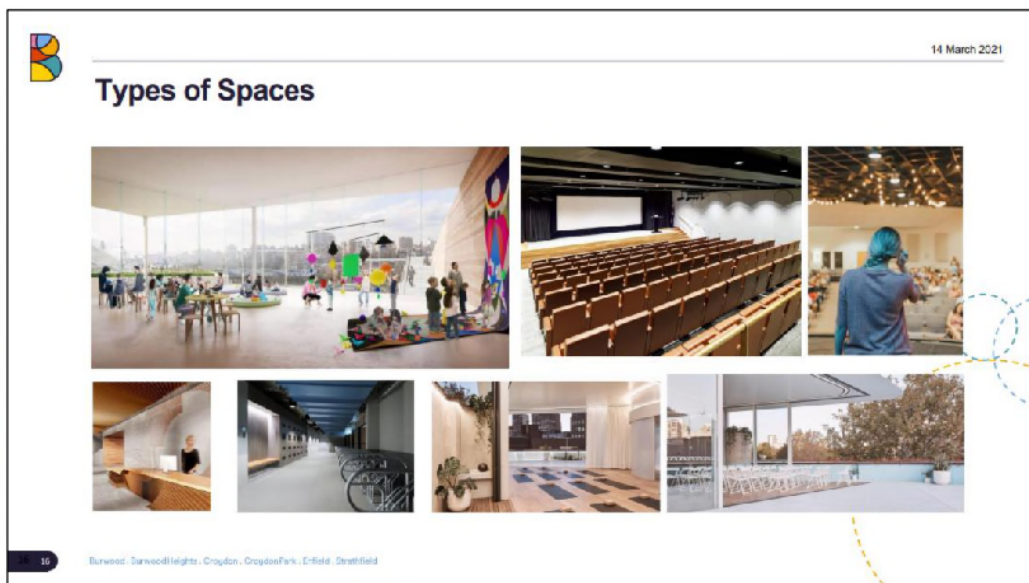 14 March 2021
Types of Spaces
16
Burwood . Burwood Heights . Croydon . Croydon Park . Enfield . Strathfield